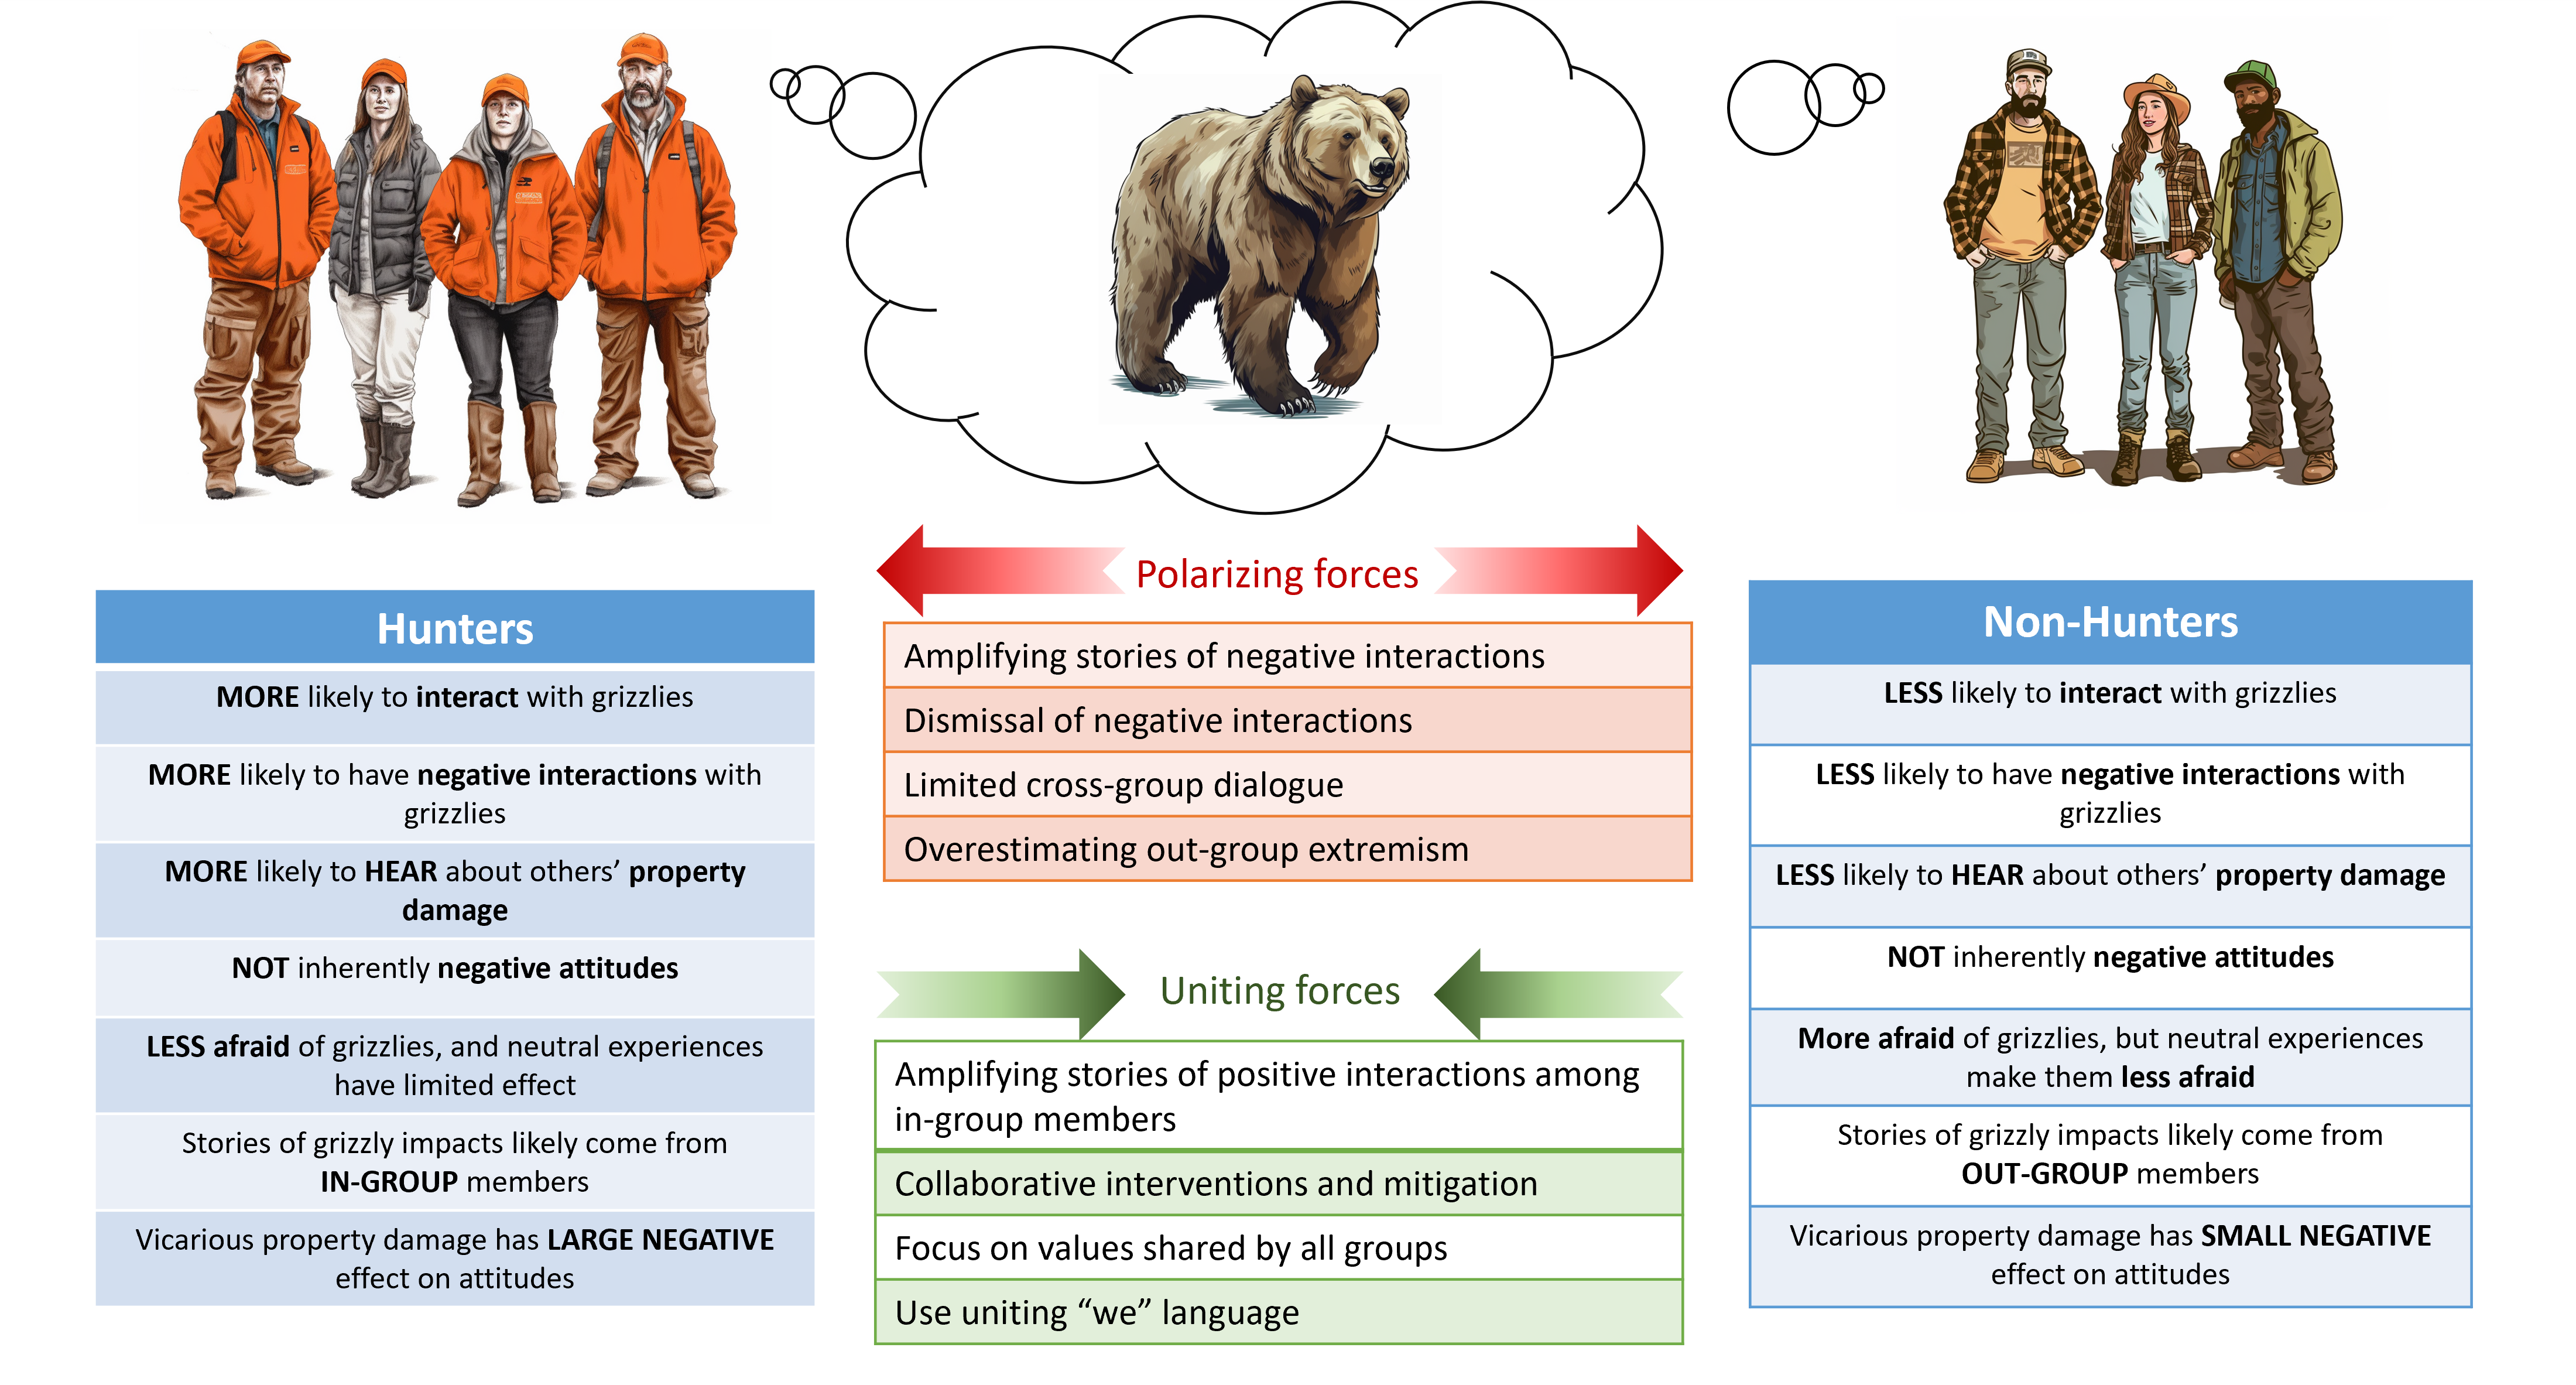 Polarizing forces
Hunters
MORE likely to interact with grizzlies
MORE likely to have negative interactions with
grizzlies
MORE likely to HEAR about others’ property
damage
NOT inherently negative attitudes
LESS afraid of grizzlies, and neutral experiences
have limited effect
Stories of grizzly impacts likely come from
IN-GROUP members
Vicarious property damage has LARGE NEGATIVE
effect on attitudes
Amplifying stories of negative interactions
Dismissal of negative interactions
Limited cross-group dialogue
Overestimating out-group extremism
Uniting forces
Amplifying stories of positive interactions among
in-group members
Collaborative interventions and mitigation
Focus on values shared by all groups
Use uniting “we” language
Non-Hunters
LESS likely to interact with grizzlies
LESS likely to have negative interactions with
grizzlies
LESS likely to HEAR about others’ property damage
NOT inherently negative attitudes
More afraid of grizzlies, but neutral experiences
make them less afraid
Stories of grizzly impacts likely come from
OUT-GROUP members
Vicarious property damage has SMALL NEGATIVE
effect on attitudes